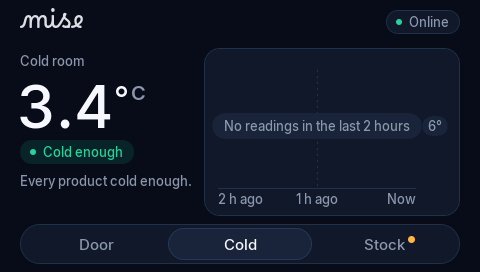 mise
Online
Cold room
3.4°C
Cold enough
Every product cold enough.
No readings in the last 2 hours
6°
2 h ago
1 h ago
Now
Door
Cold
Stock